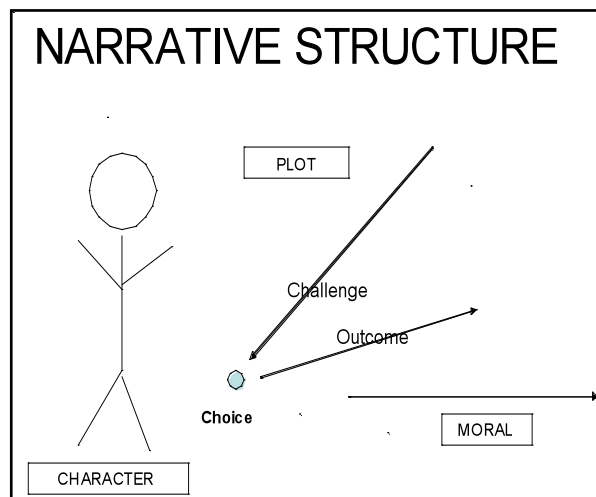 NARRATIVE STRUCTURE
PLOT
Challenge
Outcome
Choice
MORAL
CHARACTER